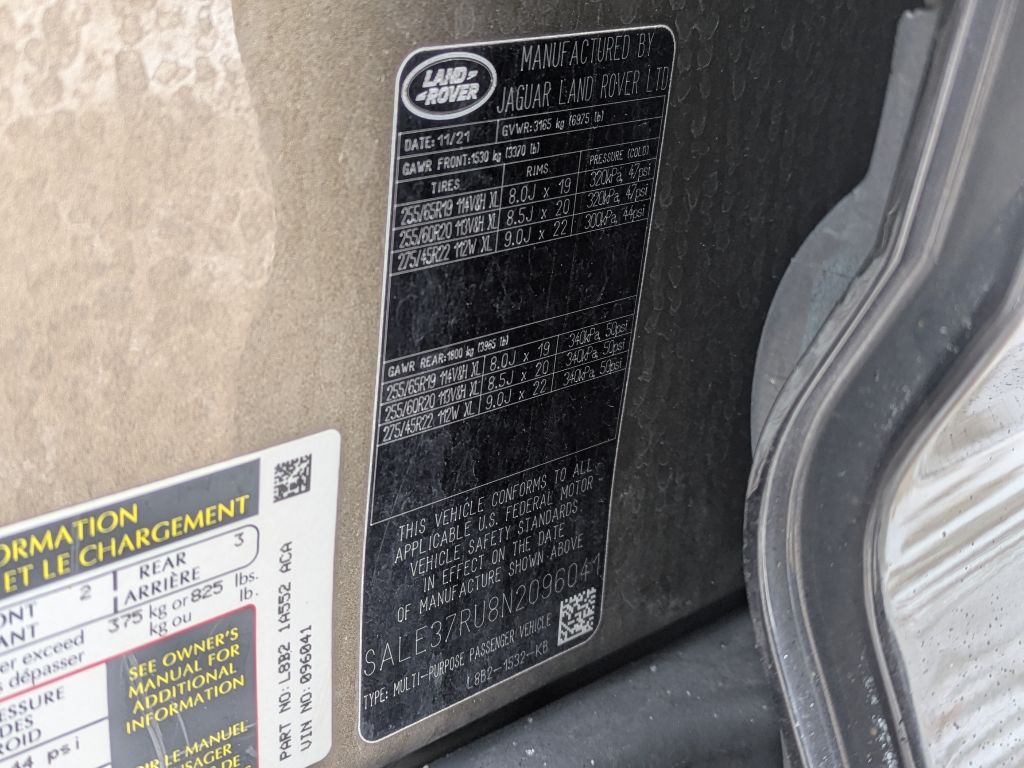 LAND-
-ROVER
MANUFACTURED BY
JAGUAR LAND ROVER LTD
DATE: 11/21 GVWR: 3165 kg (6975 lb)
GAWR FRONT:1530 kg (3370 lb)
TIRES RIMS PRESSURE (COLD)
255/65R19 114V&H XL 8.0J x 19 320kPa, 47psi
255/60R20 113V&H XL 8.5J x 20 320kPa, 47psi
275/45R22 112W XL 9.0J x 22 300kPa, 44psi
GAWR REAR:1800 kg (3965 lb)
255/65R19 114V&H XL 8.0J x 19 340kPa, 50psi
255/60R20 113V&H XL 8.5J x 20 340kPa, 50psi
275/45R22 112W XL 9.0J x 22 340kPa, 50psi
THIS VEHICLE CONFORMS TO ALL
APPLICABLE U.S. FEDERAL MOTOR
VEHICLE SAFETY STANDARDS
IN EFFECT ON THE DATE
OF MANUFACTURE SHOWN ABOVE
SALE37RU8N2096041
TYPE: MULTI-PURPOSE PASSENGER VEHICLE
L8B2-1532-KB
ORMATION
ET LE CHARGEMENT
ONT 2 REAR 3
ANT ARRIÈRE
er exceed 375 kg or 825 lbs.
dépasser kg ou lb.
SEE OWNER'S
MANUAL FOR
ADDITIONAL
INFORMATION
ESSURE
DES
ROID
44 psi
OIR LE MANUEL
USAGER
DE
PART NO: L8B2 1A552 ACA
VIN NO: 096041